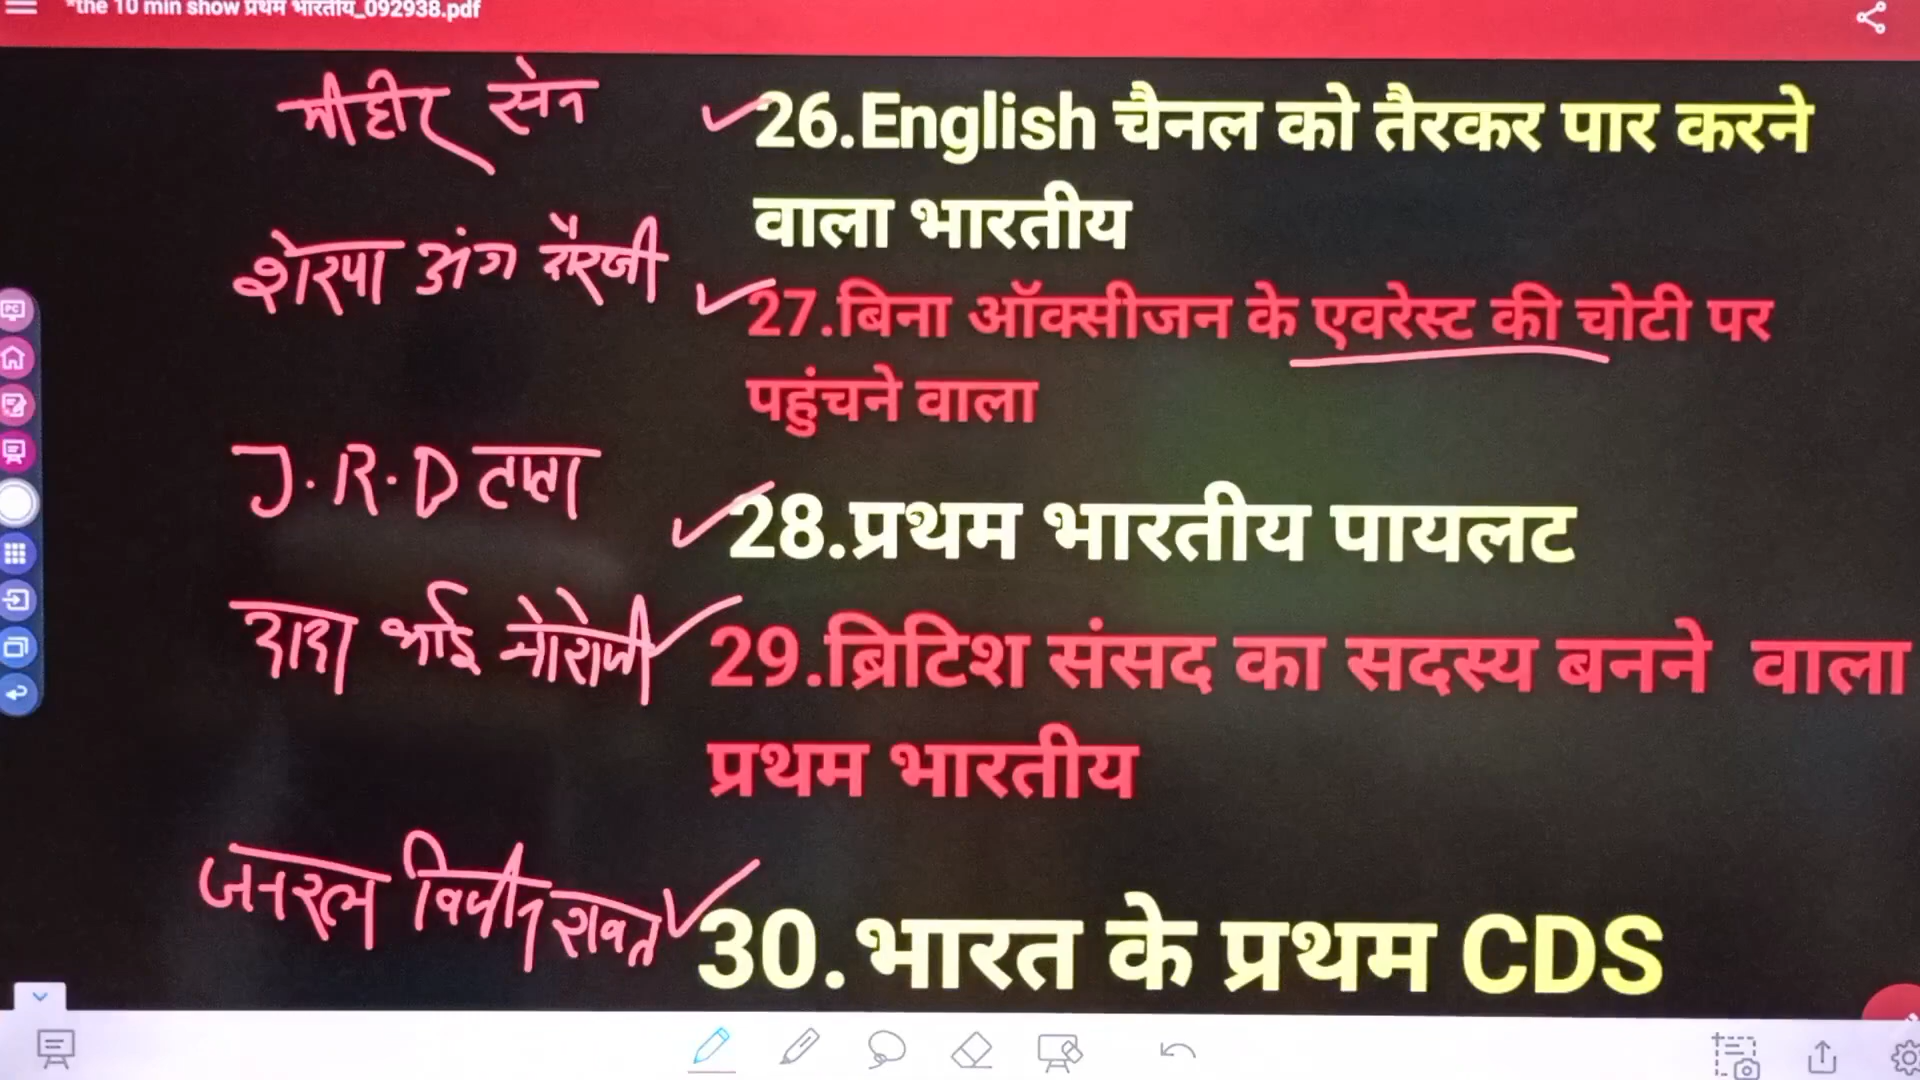 *the 10 min show प्रथम भारतीय_092938.pdf
मीहीर सेन
26.English चैनल को तैरकर पार करने
वाला भारतीय
शेरपा अंग
27.बिना ऑक्सीजन के एवरेस्ट की चोटी पर
पहुंचने वाला
J.R.D टाटा
28.प्रथम भारतीय पायलट
दादा भाई नोरोजी
29.ब्रिटिश संसद का सदस्य बनने वाला
प्रथम भारतीय
जनरल विपीन रावत
30.भारत के प्रथम CDS